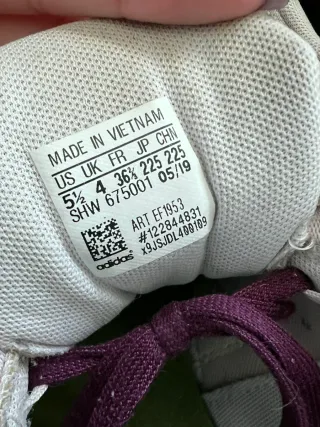 MADE IN VIETNAM
US UK FR JP CHN
5½ 4 36⅔ 225 225
SHW 675001 05/19
ART EF1953
#122844831
X9JSJDL400109
adidas